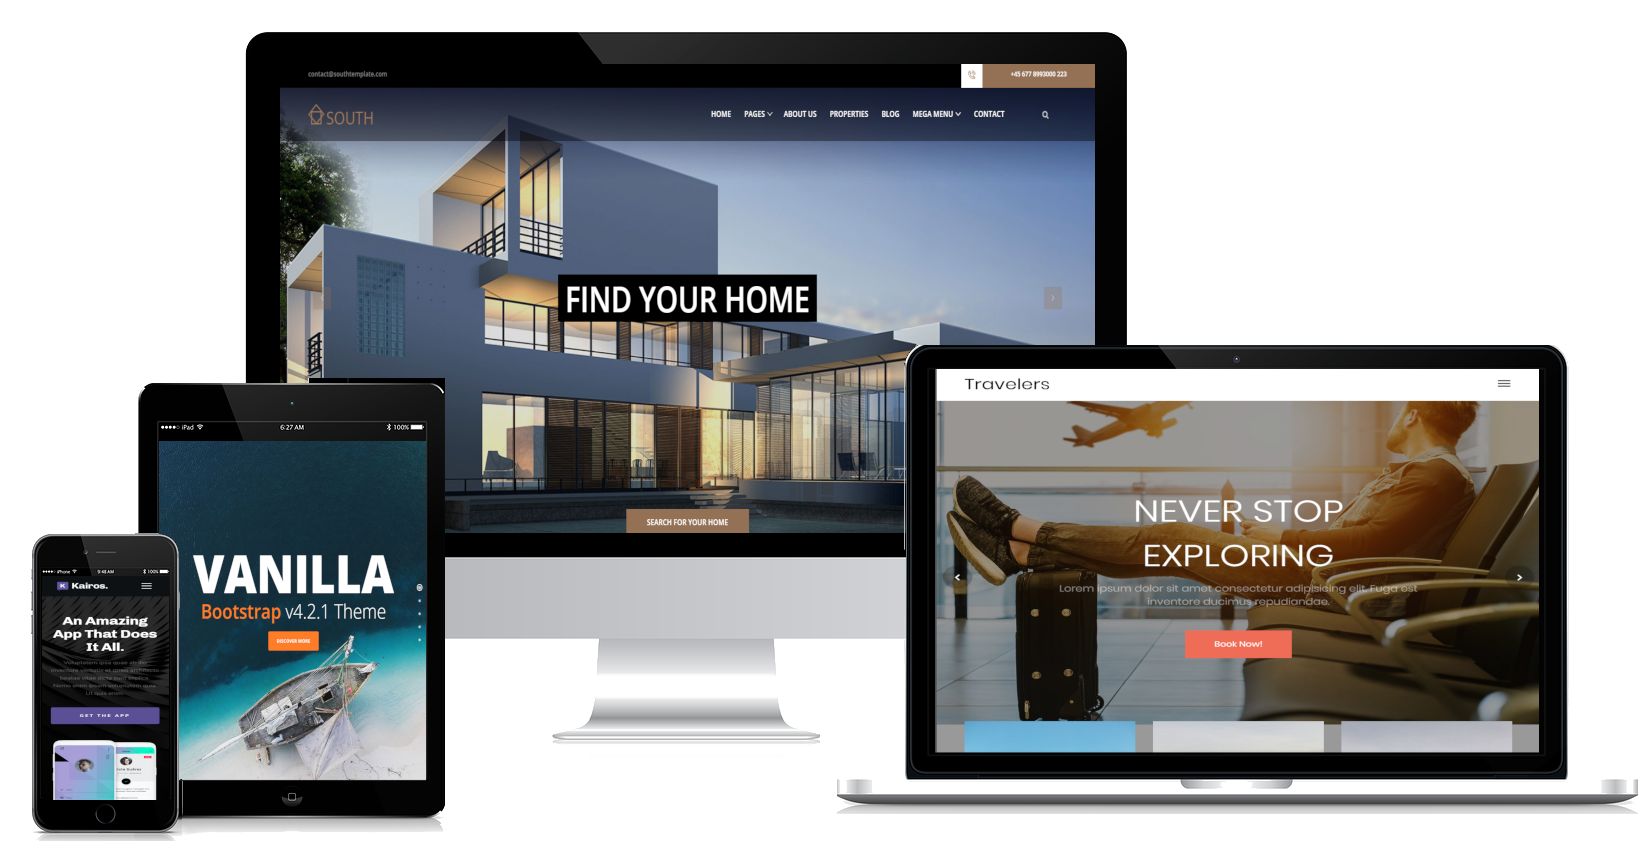 contact@southtemplate.com
+45 677 8993000 223
SOUTH
HOME PAGES ABOUT US PROPERTIES BLOG MEGA MENU CONTACT
FIND YOUR HOME
SEARCH FOR YOUR HOME
iPad 6:27 AM 100%
VANILLA
Bootstrap v4.2.1 Theme
DISCOVER MORE
iPhone 9:48 AM 100%
K Kairos.
An Amazing
App That Does
It All.
GET THE APP
Travelers
NEVER STOP
EXPLORING
Lorem ipsum dolor sit amet consectetur adipisicing elit. Fuga est
inventore ducimus repudiandae.
Book Now!